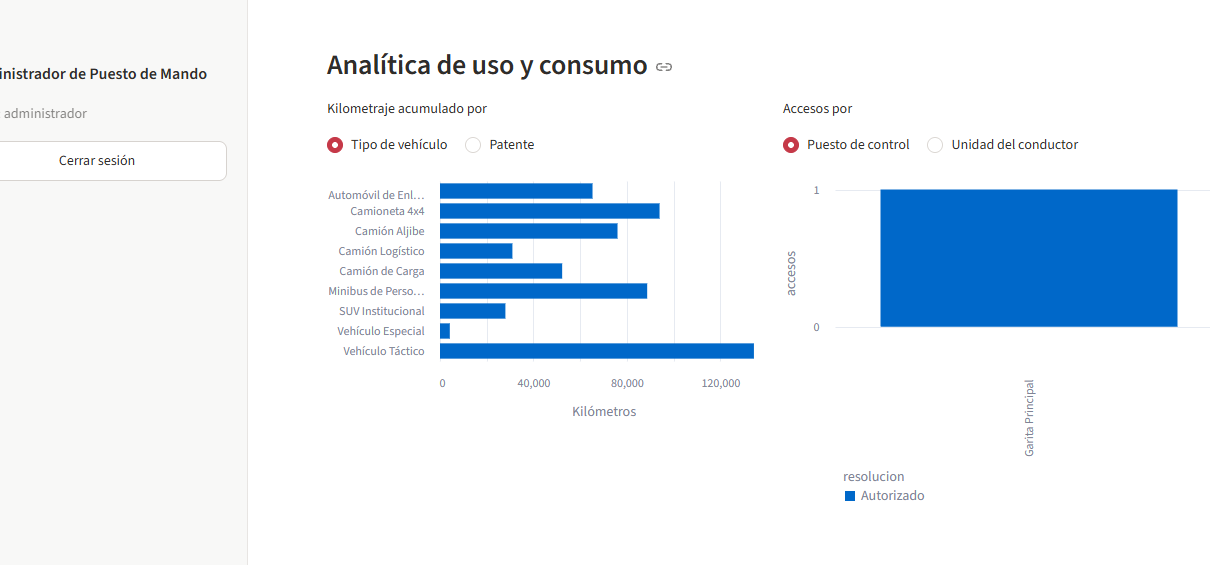 inistrador de Puesto de Mando
administrador
Cerrar sesión
Analítica de uso y consumo
Kilometraje acumulado por
Tipo de vehículo
Patente
Automóvil de Enl…
Camioneta 4x4
Camión Aljibe
Camión Logístico
Camión de Carga
Minibus de Perso…
SUV Institucional
Vehículo Especial
Vehículo Táctico
0
40,000
80,000
120,000
Kilómetros
Accesos por
Puesto de control
Unidad del conductor
1
accesos
0
Garita Principal
resolucion
Autorizado